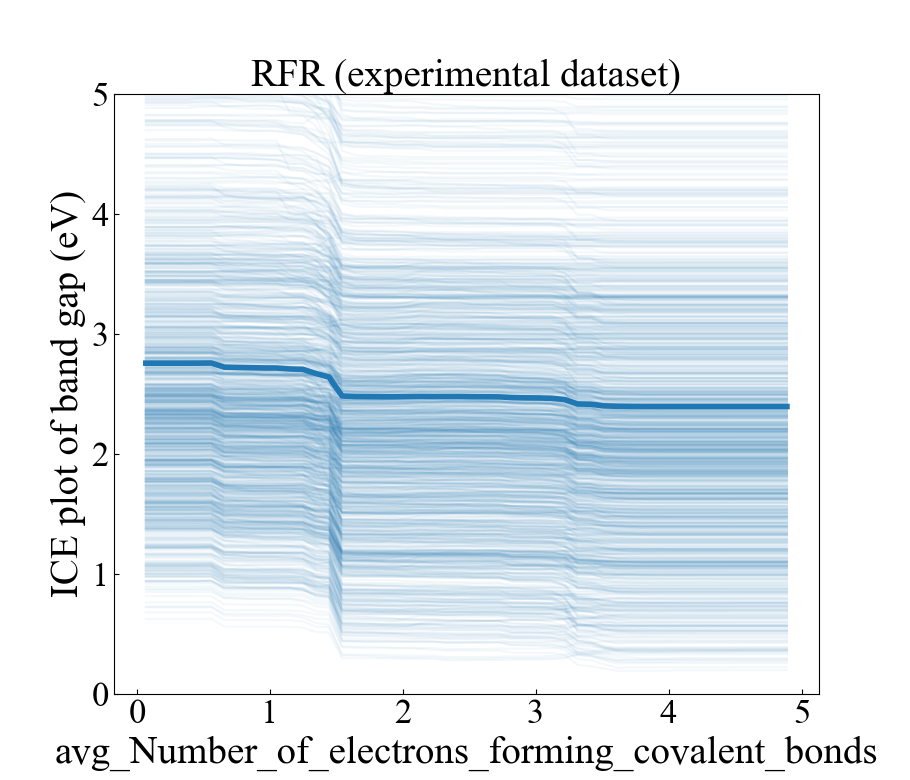 RFR (experimental dataset)
ICE plot of band gap (eV)
5
4
3
2
1
0
0 1 2 3 4 5
avg_Number_of_electrons_forming_covalent_bonds